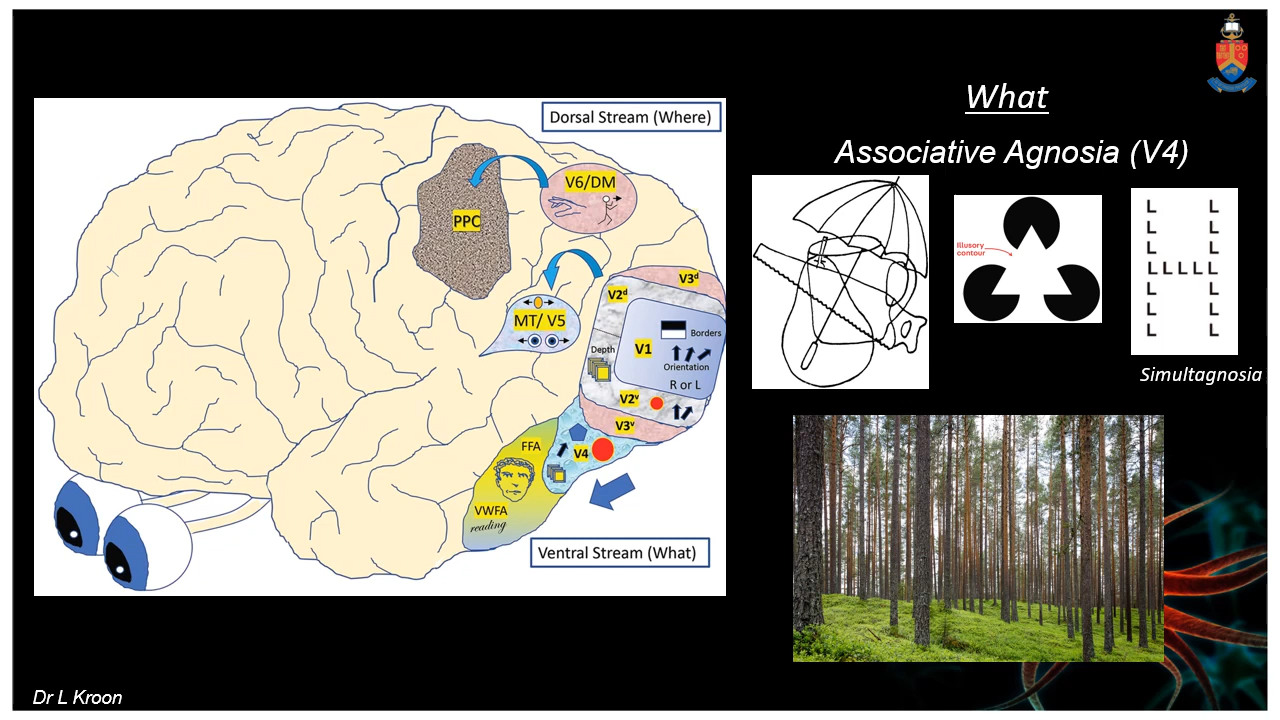 What
Associative Agnosia (V4)
Dorsal Stream (Where)
V6/DM
PPC
MT/ V5
V3d
V2d
V1
Borders
Depth
Orientation
R or L
V2v
V3v
V4
FFA
VWFA
reading
Ventral Stream (What)
Illusory
contour
L L
L L
L L
L L L L L L
L L
L L
L L
Simultagnosia
Dr L Kroon